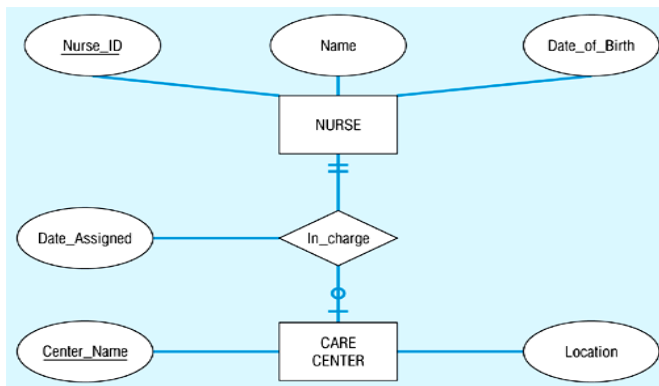 Nurse_ID
Name
Date_of_Birth
NURSE
Date_Assigned
In_charge
Center_Name
CARE
CENTER
Location